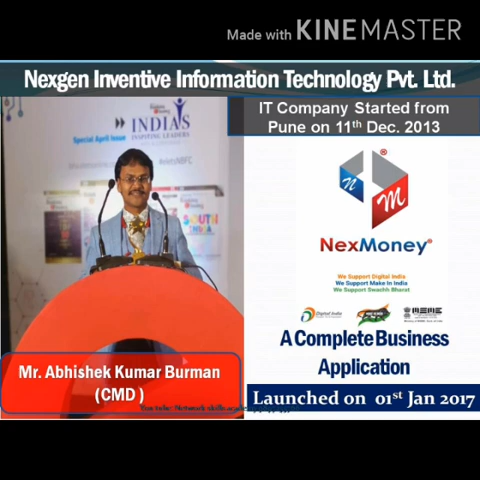 Made with KINEMASTER
Nexgen Inventive Information Technology Pvt. Ltd.
IT Company Started from
Pune on 11th Dec. 2013
Special April Issue
INDIA'S
INSPIRING LEADERS
SOUTH
INDIA
NexMoney®
We Support Digital India
We Support Make In India
We Support Swachh Bharat
Digital India
A Complete Business
Application
Mr. Abhishek Kumar Burman
(CMD )
Launched on 01st Jan 2017